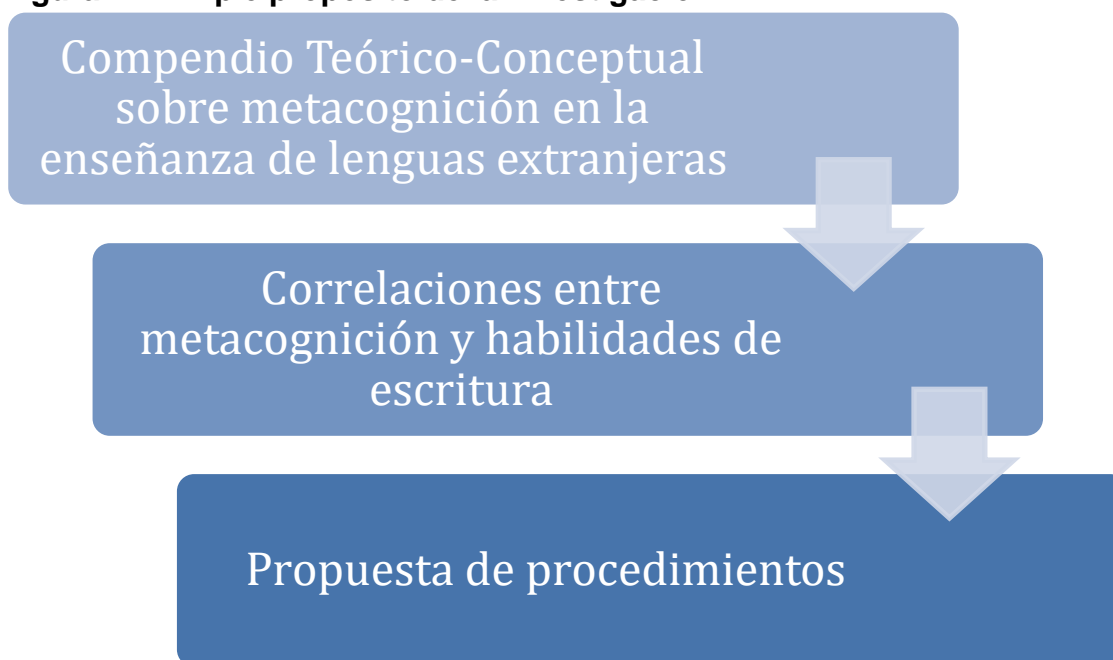 Compendio Teórico-Conceptual
sobre metacognición en la
enseñanza de lenguas extranjeras
Correlaciones entre
metacognición y habilidades de
escritura
Propuesta de procedimientos